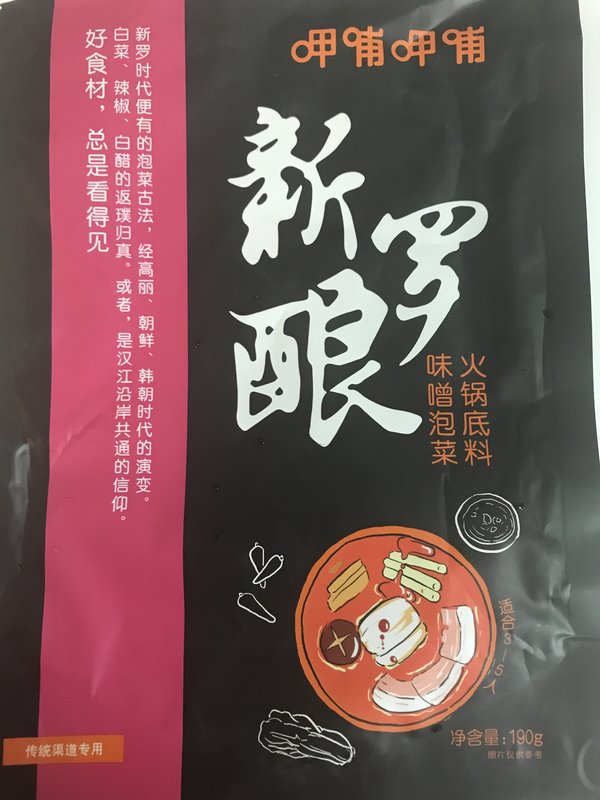 呷哺呷哺
新罗酿
火锅底料
味噌泡菜
新罗时代便有的泡菜古法，经高丽、朝鲜、韩朝时代的演变。
白菜、辣椒、白醋的返璞归真。或者，是汉江沿岸共通的信仰。
好食材，总是看得见
适合3/5人
净含量：190g
图片仅供参考
传统渠道专用